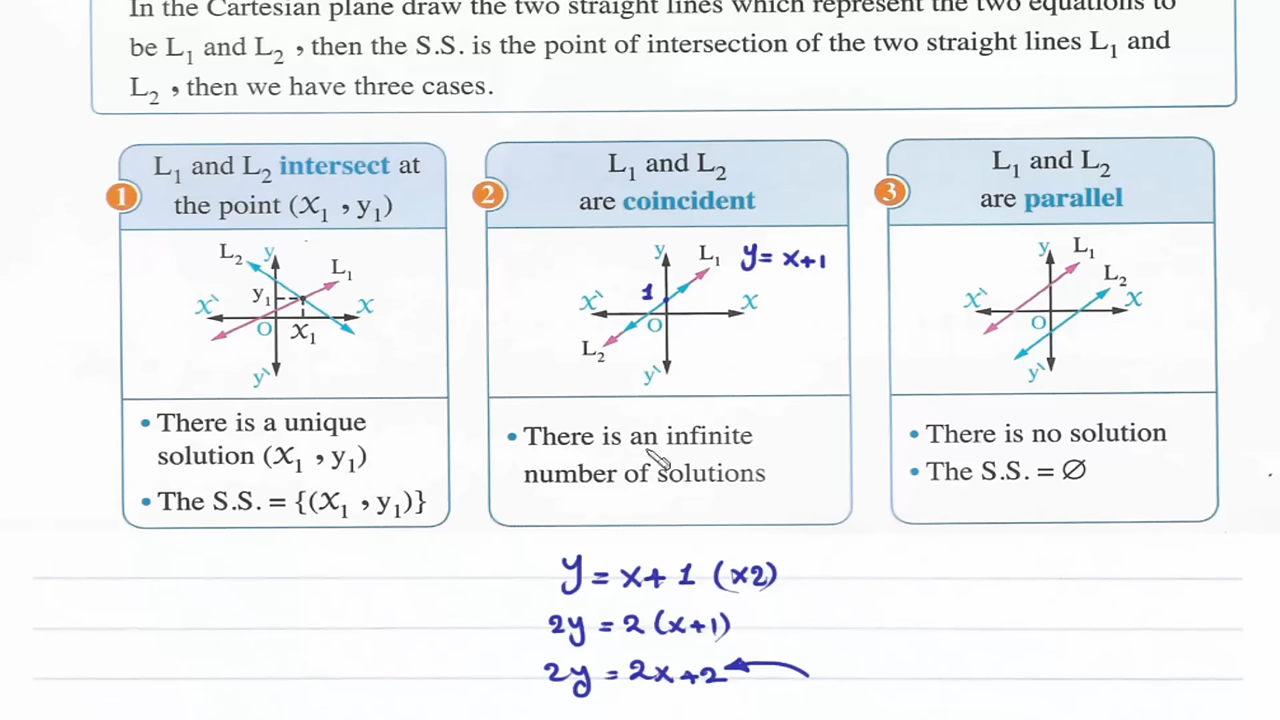 In the Cartesian plane draw the two straight lines which represent the two equations to
be L₁ and L₂ , then the S.S. is the point of intersection of the two straight lines L₁ and
L₂ , then we have three cases.
1
L₁ and L₂ intersect at
the point (X₁ , y₁)
L₂
y
L₁
y₁
X`
X
O
X₁
y`
• There is a unique
solution (X₁ , y₁)
• The S.S. = {(X₁ , y₁)}
2
L₁ and L₂
are coincident
y
L₁
y = x+1
1
X`
X
O
L₂
y`
• There is an infinite
number of solutions
3
L₁ and L₂
are parallel
y
L₁
L₂
X`
X
O
y`
• There is no solution
• The S.S. = Ø
y = x+ 1 (x2)
2y = 2 (x+1)
2y = 2x+2